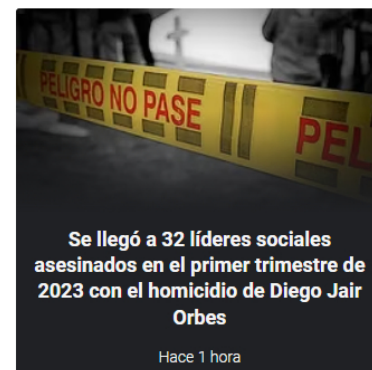 PELIGRO NO PASE
PEL
Se llegó a 32 líderes sociales
asesinados en el primer trimestre de
2023 con el homicidio de Diego Jair
Orbes
Hace 1 hora